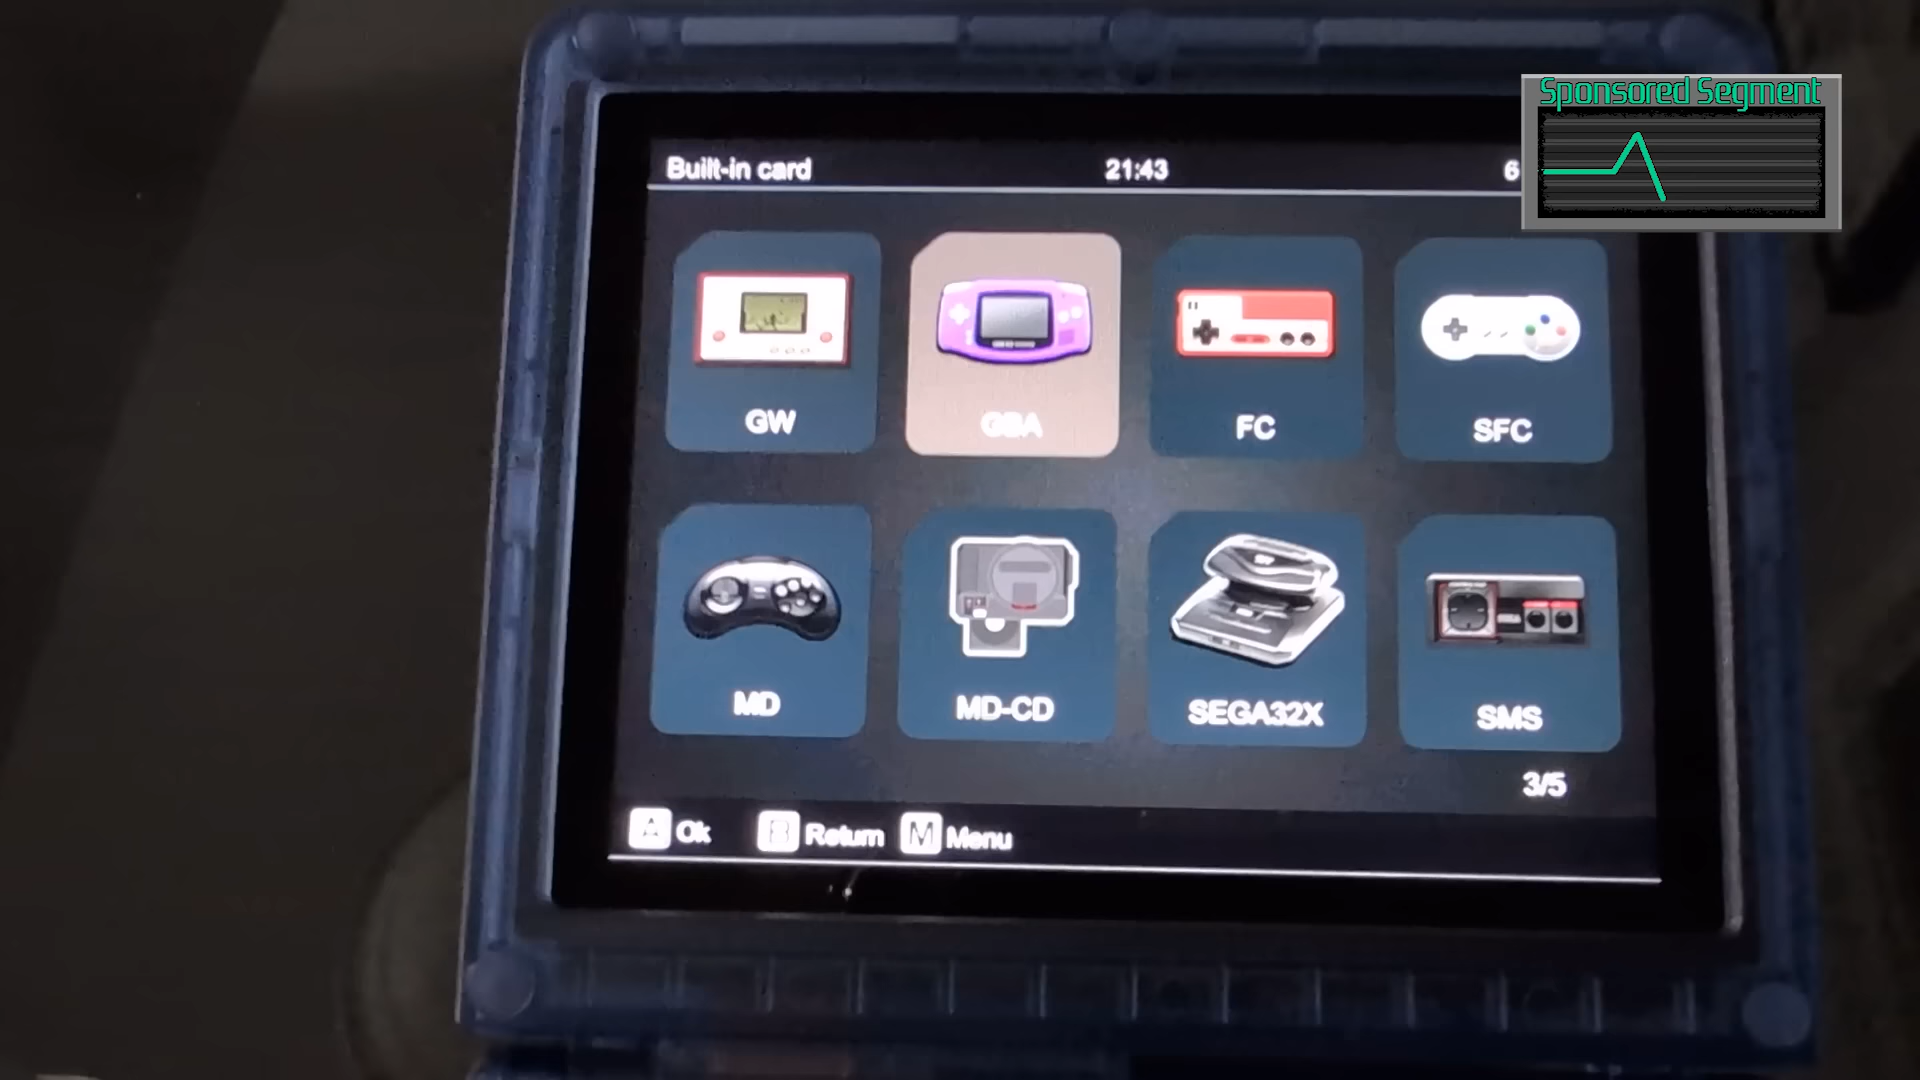 Sponsored Segment
Built-in card 21:43 6
GW GBA FC SFC
MD MD-CD SEGA32X SMS
3/5
A Ok B Return M Menu